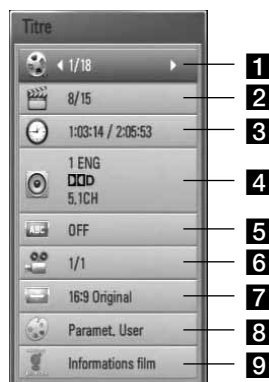 Titre
1/18 1
8/15 2
1:03:14 / 2:05:53 3
1 ENG
DD D 4
5.1CH
ABC OFF 5
1/1 6
16:9 Original 7
Paramet. User 8
Informations film 9